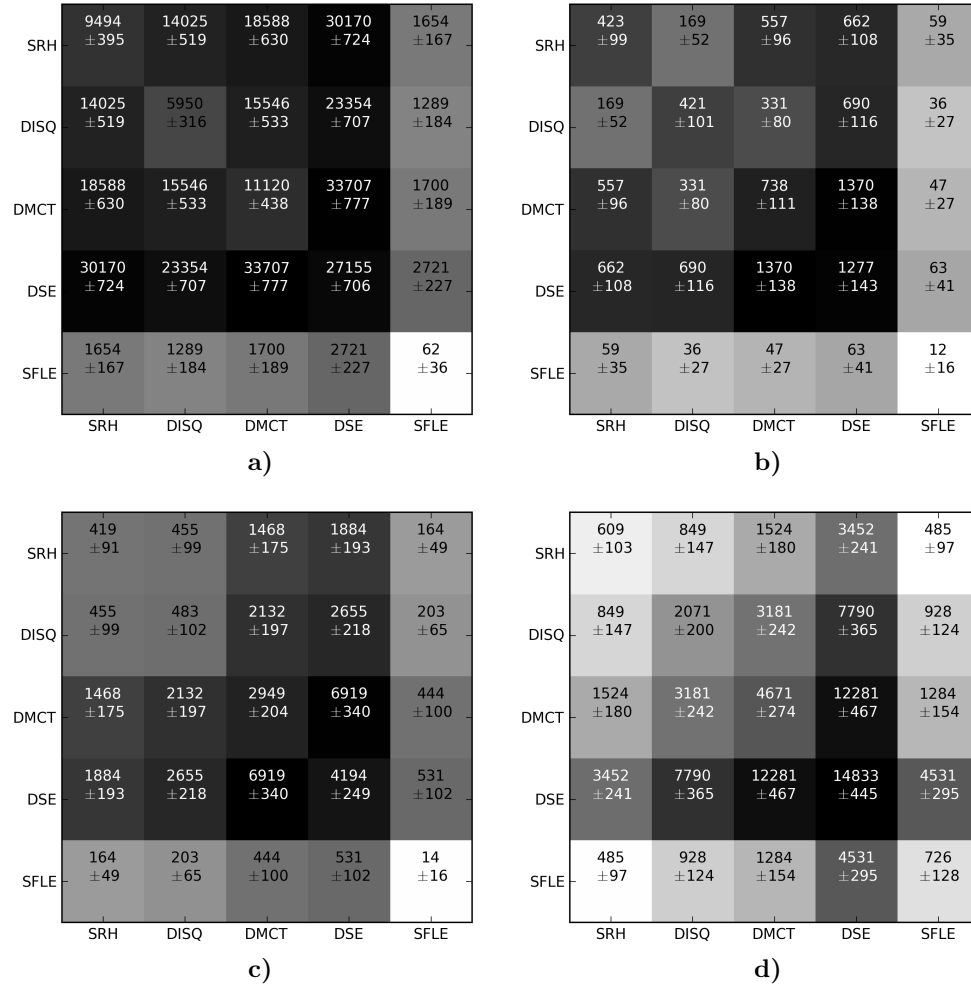 SRH 9494 14025 18588 30170 1654
±395 ±519 ±630 ±724 ±167
DISQ 14025 5950 15546 23354 1289
±519 ±316 ±533 ±707 ±184
DMCT 18588 15546 11120 33707 1700
±630 ±533 ±438 ±777 ±189
DSE 30170 23354 33707 27155 2721
±724 ±707 ±777 ±706 ±227
SFLE 1654 1289 1700 2721 62
±167 ±184 ±189 ±227 ±36
SRH DISQ DMCT DSE SFLE
a)
SRH 423 169 557 662 59
±99 ±52 ±96 ±108 ±35
DISQ 169 421 331 690 36
±52 ±101 ±80 ±116 ±27
DMCT 557 331 738 1370 47
±96 ±80 ±111 ±138 ±27
DSE 662 690 1370 1277 63
±108 ±116 ±138 ±143 ±41
SFLE 59 36 47 63 12
±35 ±27 ±27 ±41 ±16
SRH DISQ DMCT DSE SFLE
b)
SRH 419 455 1468 1884 164
±91 ±99 ±175 ±193 ±49
DISQ 455 483 2132 2655 203
±99 ±102 ±197 ±218 ±65
DMCT 1468 2132 2949 6919 444
±175 ±197 ±204 ±340 ±100
DSE 1884 2655 6919 4194 531
±193 ±218 ±340 ±249 ±102
SFLE 164 203 444 531 14
±49 ±65 ±100 ±102 ±16
SRH DISQ DMCT DSE SFLE
c)
SRH 609 849 1524 3452 485
±103 ±147 ±180 ±241 ±97
DISQ 849 2071 3181 7790 928
±147 ±200 ±242 ±365 ±124
DMCT 1524 3181 4671 12281 1284
±180 ±242 ±274 ±467 ±154
DSE 3452 7790 12281 14833 4531
±241 ±365 ±467 ±445 ±295
SFLE 485 928 1284 4531 726
±97 ±124 ±154 ±295 ±128
SRH DISQ DMCT DSE SFLE
d)